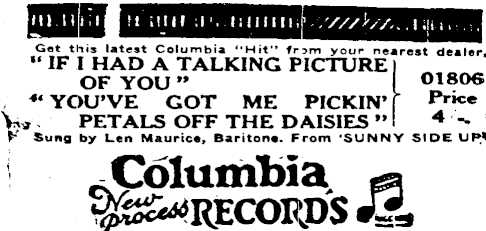 Get this latest Columbia "Hit" from your nearest dealer.
"IF I HAD A TALKING PICTURE
OF YOU"
"YOU'VE GOT ME PICKIN'
PETALS OFF THE DAISIES"
01806
Price
4/-.
Sung by Len Maurice, Baritone. From 'SUNNY SIDE UP'
Columbia
New
Process RECORDS